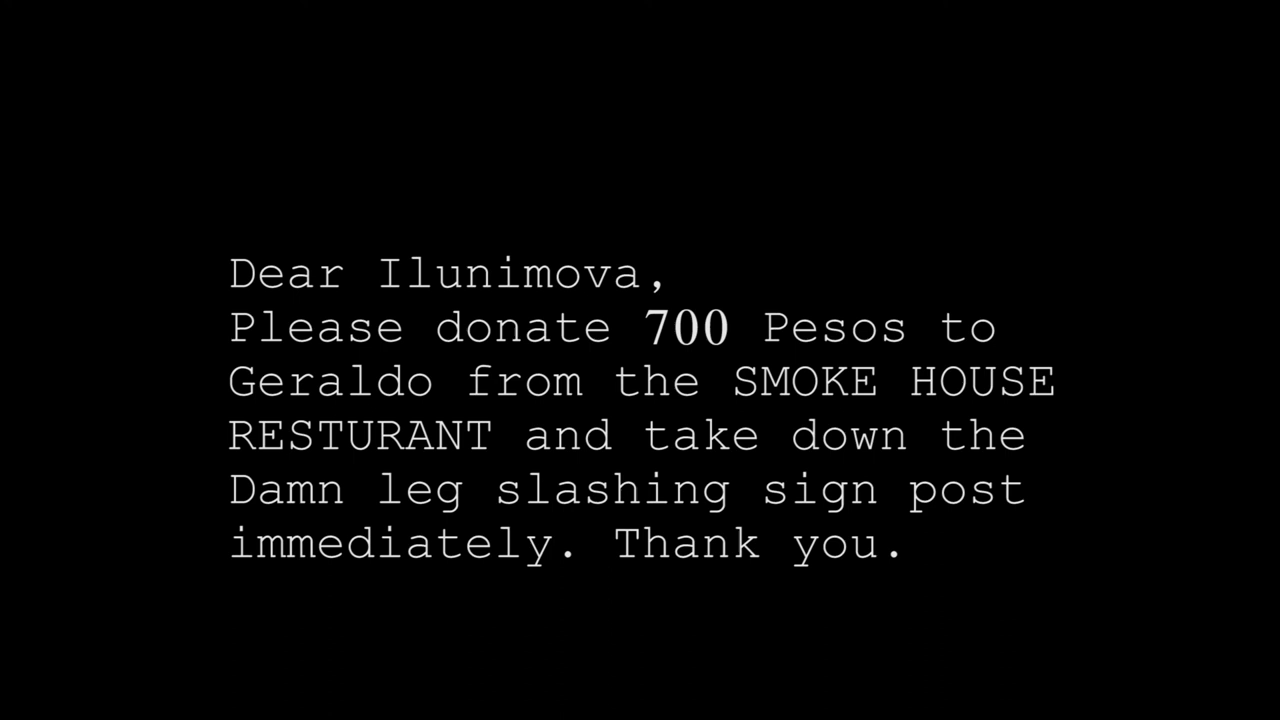 Dear Ilunimova,
Please donate 700 Pesos to
Geraldo from the SMOKE HOUSE
RESTURANT and take down the
Damn leg slashing sign post
immediately. Thank you.